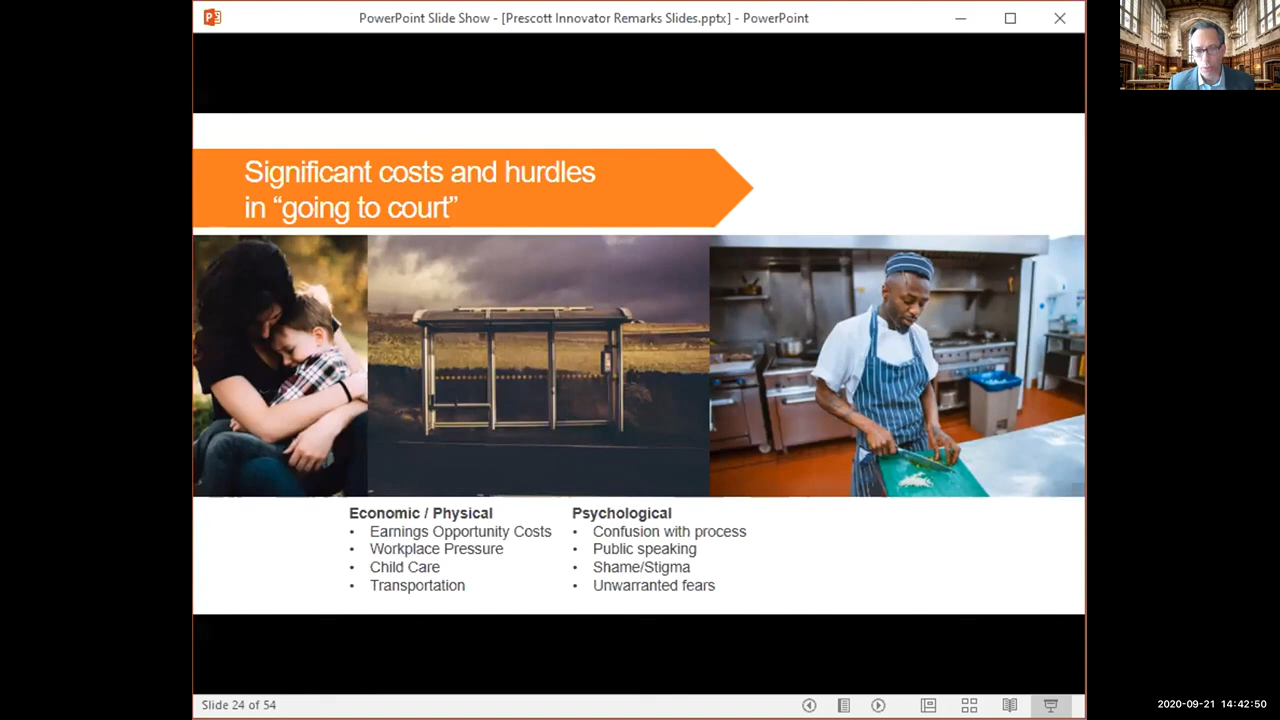 PowerPoint Slide Show - [Prescott Innovator Remarks Slides.pptx] - PowerPoint
Significant costs and hurdles
in “going to court”
Economic / Physical
• Earnings Opportunity Costs
• Workplace Pressure
• Child Care
• Transportation
Psychological
• Confusion with process
• Public speaking
• Shame/Stigma
• Unwarranted fears
Slide 24 of 54
2020-09-21 14:42:50